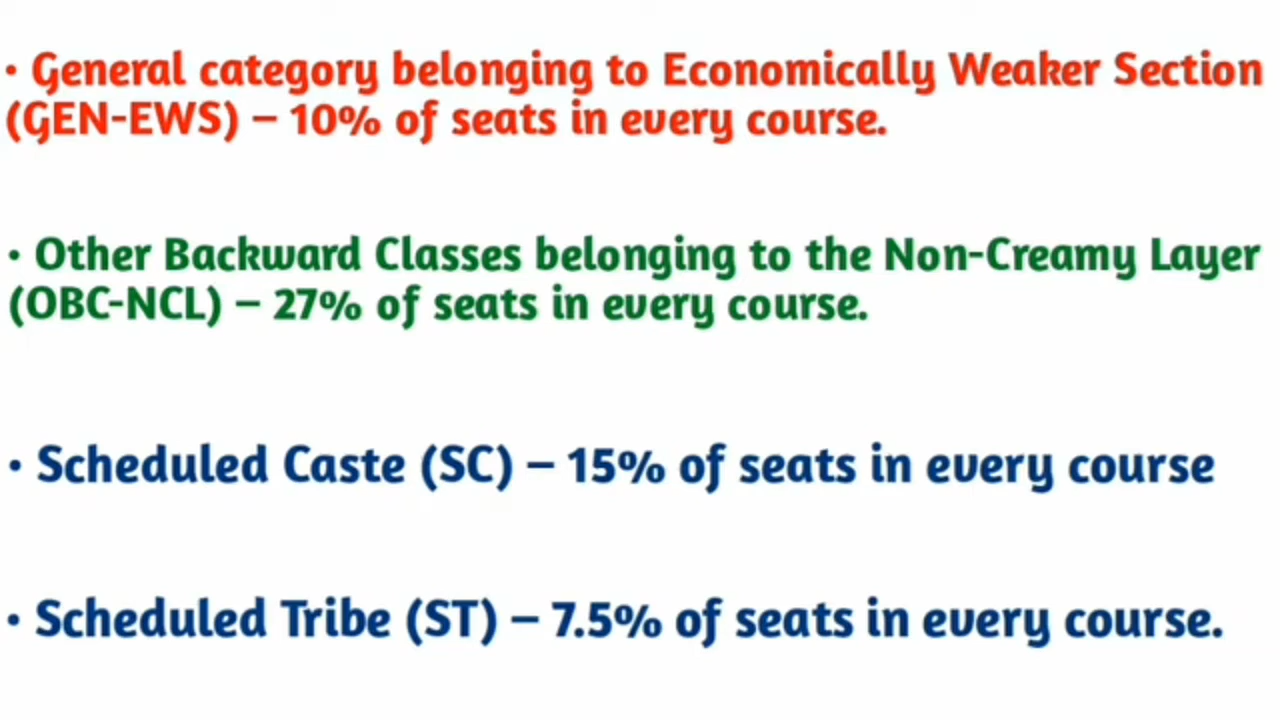 • General category belonging to Economically Weaker Section
(GEN-EWS) – 10% of seats in every course.
• Other Backward Classes belonging to the Non-Creamy Layer
(OBC-NCL) – 27% of seats in every course.
• Scheduled Caste (SC) – 15% of seats in every course
• Scheduled Tribe (ST) – 7.5% of seats in every course.